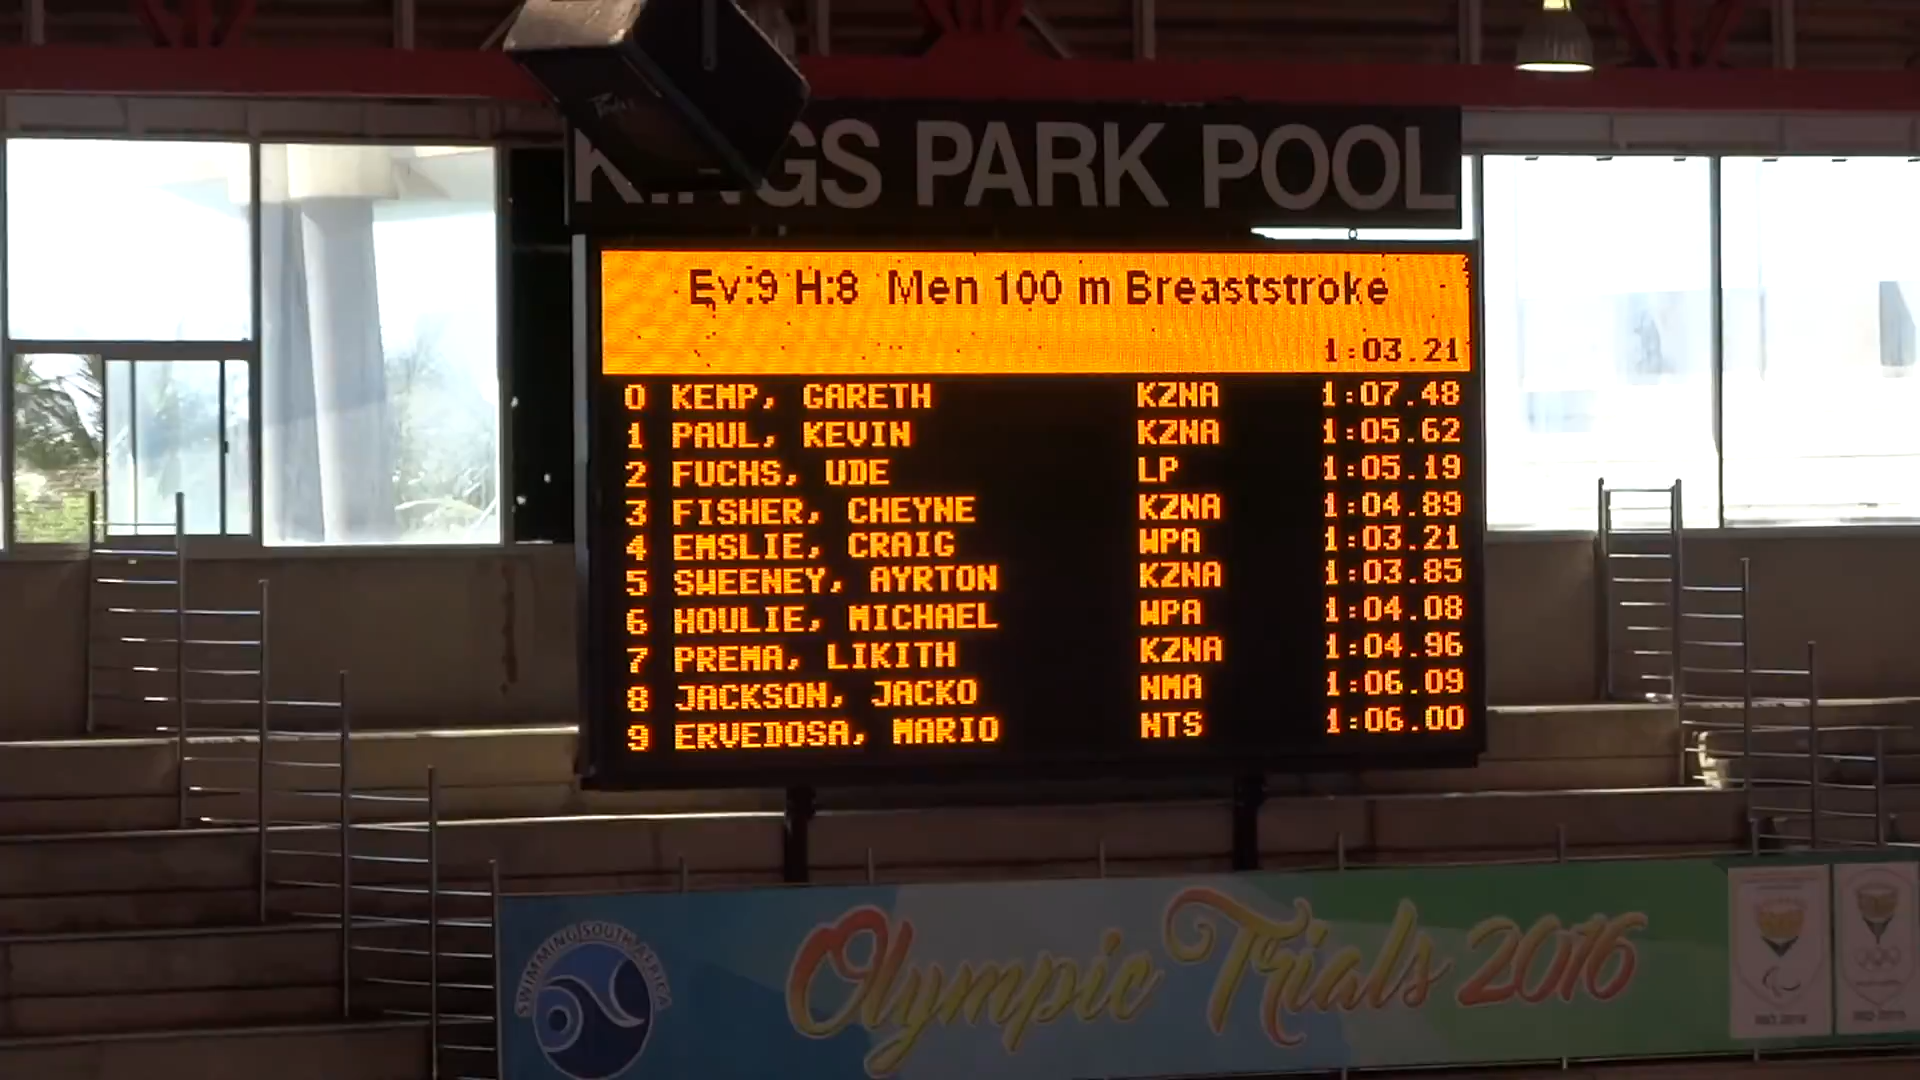 KINGS PARK POOL
Ev:9 H:8 Men 100 m Breaststroke
1:03.21
0 KEMP, GARETH KZNA 1:07.48
1 PAUL, KEVIN KZNA 1:05.62
2 FUCHS, UDE LP 1:05.19
3 FISHER, CHEYNE KZNA 1:04.89
4 EMSLIE, CRAIG WPA 1:03.21
5 SWEENEY, AYRTON KZNA 1:03.85
6 HOULIE, MICHAEL WPA 1:04.08
7 PREMA, LIKITH KZNA 1:04.96
8 JACKSON, JACKO NMA 1:06.09
9 ERVEDOSA, MARIO NTS 1:06.00
SWIMMING SOUTH AFRICA
Olympic Trials 2016